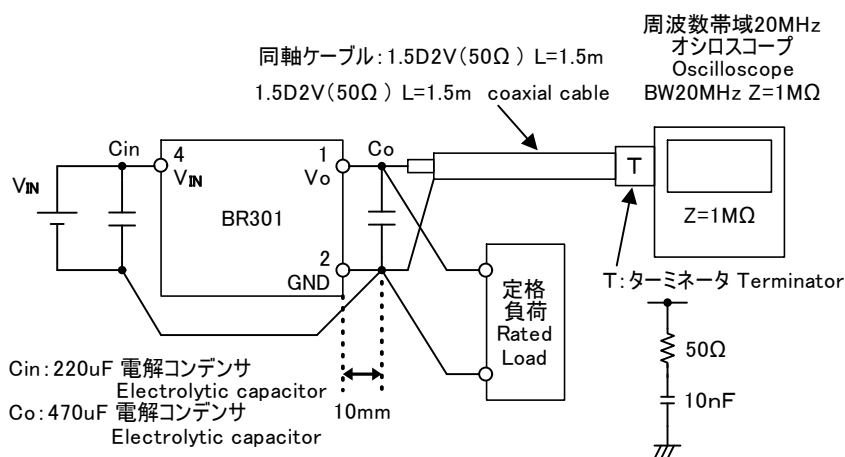 周波数帯域20MHz
オシロスコープ
Oscilloscope
BW20MHz Z=1MΩ
同軸ケーブル:1.5D2V(50Ω ) L=1.5m
1.5D2V(50Ω ) L=1.5m coaxial cable
Cin
4
VIN
1
Vo
Co
T
VIN
BR301
Z=1MΩ
2
GND
T:ターミネータ Terminator
定格
負荷
Rated
Load
50Ω
10nF
Cin:220uF 電解コンデンサ
Electrolytic capacitor
10mm
Co:470uF 電解コンデンサ
Electrolytic capacitor